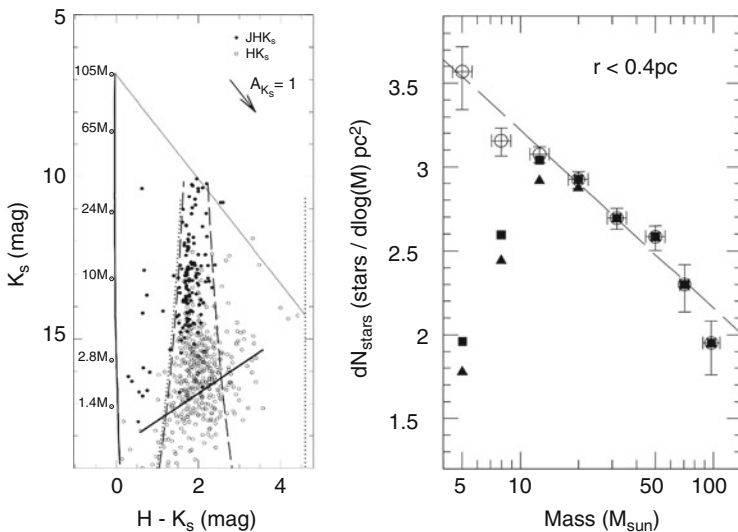 JHKs
HKs
AKs = 1
5
10
15
Ks (mag)
105M⊙
65M⊙
24M⊙
10M⊙
2.8M⊙
1.4M⊙
0
2
4
H - Ks (mag)
r < 0.4pc
dNstars (stars / dlog(M) pc²)
3.5
3
2.5
2
1.5
5
10
50
100
Mass (Msun)